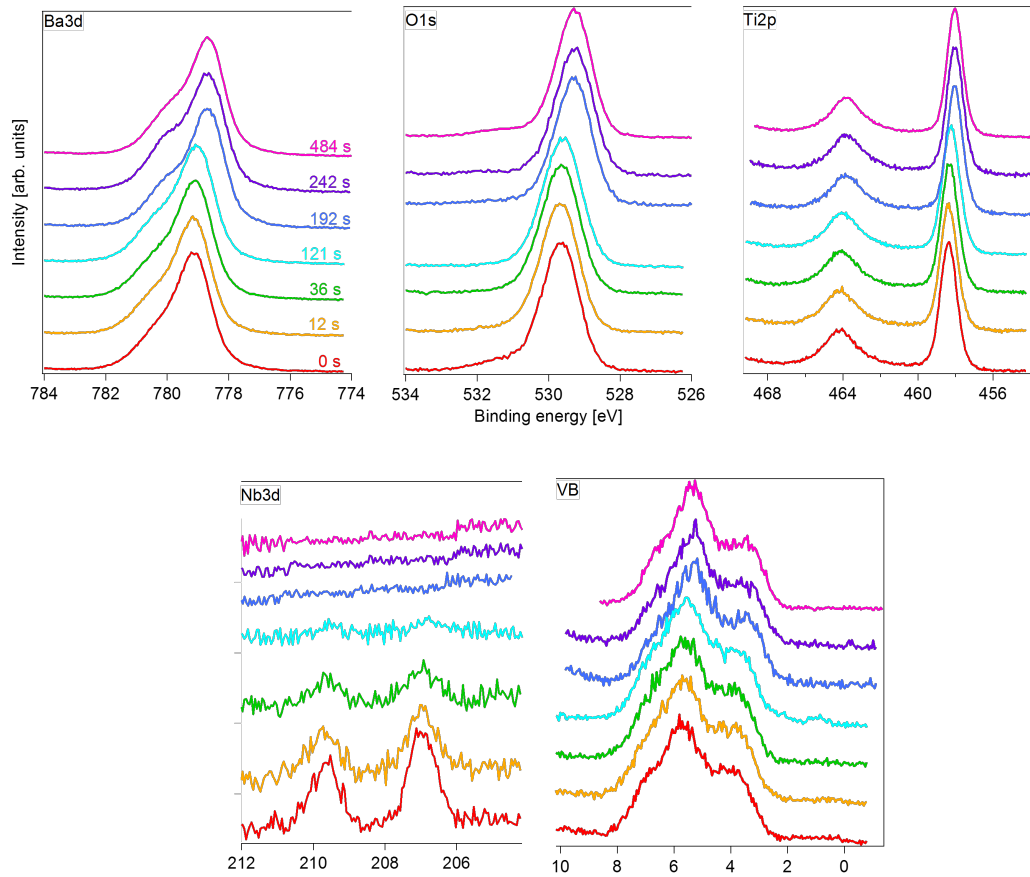 Ba3d
O1s
Ti2p
Intensity [arb. units]
484 s
242 s
192 s
121 s
36 s
12 s
0 s
784 782 780 778 776 774
534 532 530 528 526
468 464 460 456
Binding energy [eV]
Nb3d
VB
212 210 208 206
10 8 6 4 2 0